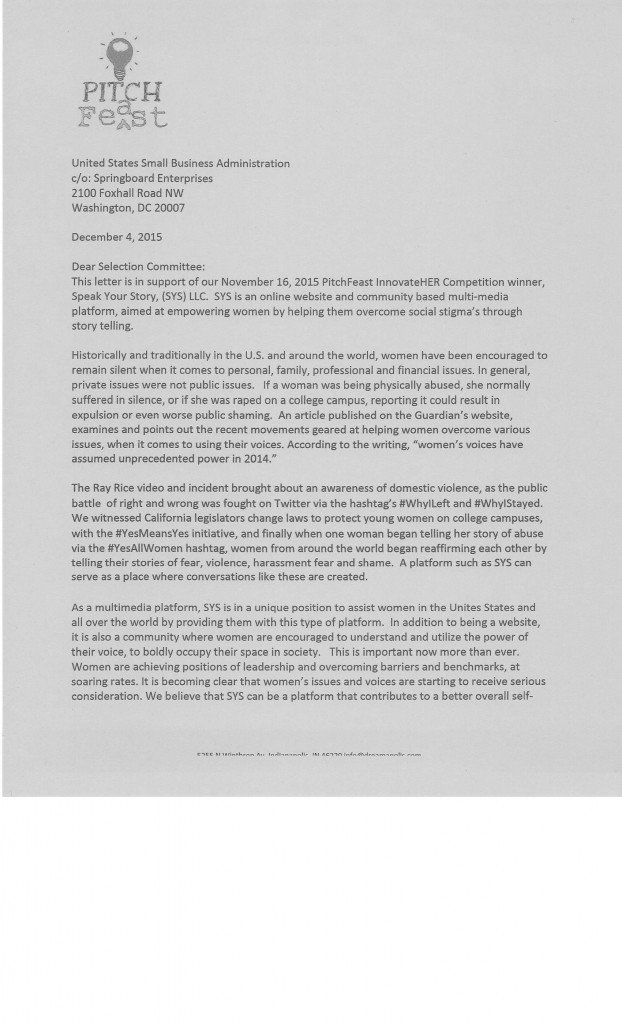 PITCH
Feast
United States Small Business Administration
c/o: Springboard Enterprises
2100 Foxhall Road NW
Washington, DC 20007
December 4, 2015
Dear Selection Committee:
This letter is in support of our November 16, 2015 PitchFeast InnovateHER Competition winner,
Speak Your Story, (SYS) LLC.  SYS is an online website and community based multi-media
platform, aimed at empowering women by helping them overcome social stigma's through
story telling.
Historically and traditionally in the U.S. and around the world, women have been encouraged to
remain silent when it comes to personal, family, professional and financial issues. In general,
private issues were not public issues.   If a woman was being physically abused, she normally
suffered in silence, or if she was raped on a college campus, reporting it could result in
expulsion or even worse public shaming.  An article published on the Guardian's website,
examines and points out the recent movements geared at helping women overcome various
issues, when it comes to using their voices. According to the writing, "women's voices have
assumed unprecedented power in 2014."
The Ray Rice video and incident brought about an awareness of domestic violence, as the public
battle  of right and wrong was fought on Twitter via the hashtag's #WhyILeft and #WhyIStayed.
We witnessed California legislators change laws to protect young women on college campuses,
with the #YesMeansYes initiative, and finally when one woman began telling her story of abuse
via the #YesAllWomen hashtag, women from around the world began reaffirming each other by
telling their stories of fear, violence, harassment fear and shame.  A platform such as SYS can
serve as a place where conversations like these are created.
As a multimedia platform, SYS is in a unique position to assist women in the Unites States and
all over the world by providing them with this type of platform.  In addition to being a website,
it is also a community where women are encouraged to understand and utilize the power of
their voice, to boldly occupy their space in society.   This is important now more than ever.
Women are achieving positions of leadership and overcoming barriers and benchmarks, at
soaring rates. It is becoming clear that women's issues and voices are starting to receive serious
consideration. We believe that SYS can be a platform that contributes to a better overall self-
N Winthrop Av. Indianapolis, IN 46220 info@dreamapolis.com